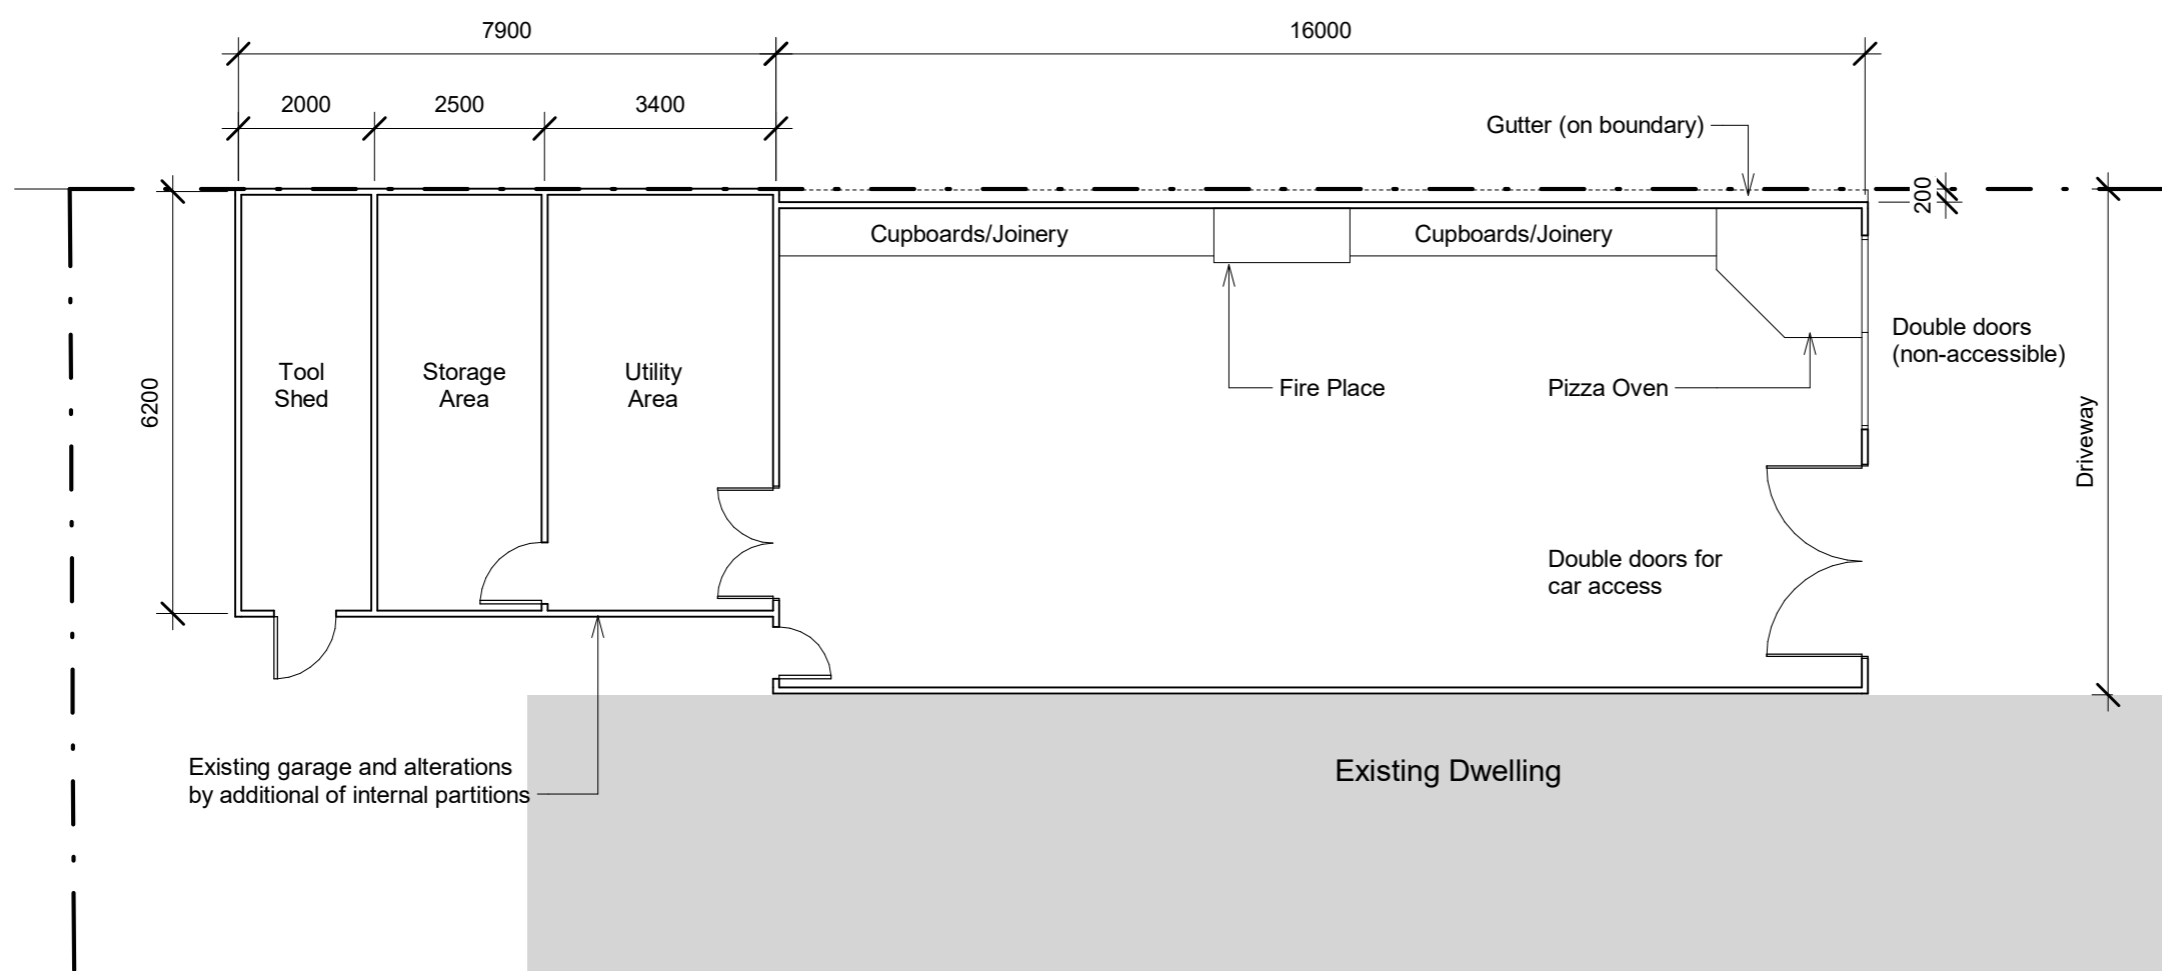 7900
16000
2000
2500
3400
Gutter (on boundary)
200
Cupboards/Joinery
Cupboards/Joinery
Double doors
(non-accessible)
Tool
Shed
Storage
Area
Utility
Area
6200
Fire Place
Pizza Oven
Driveway
Double doors for
car access
Existing garage and alterations
by additional of internal partitions
Existing Dwelling